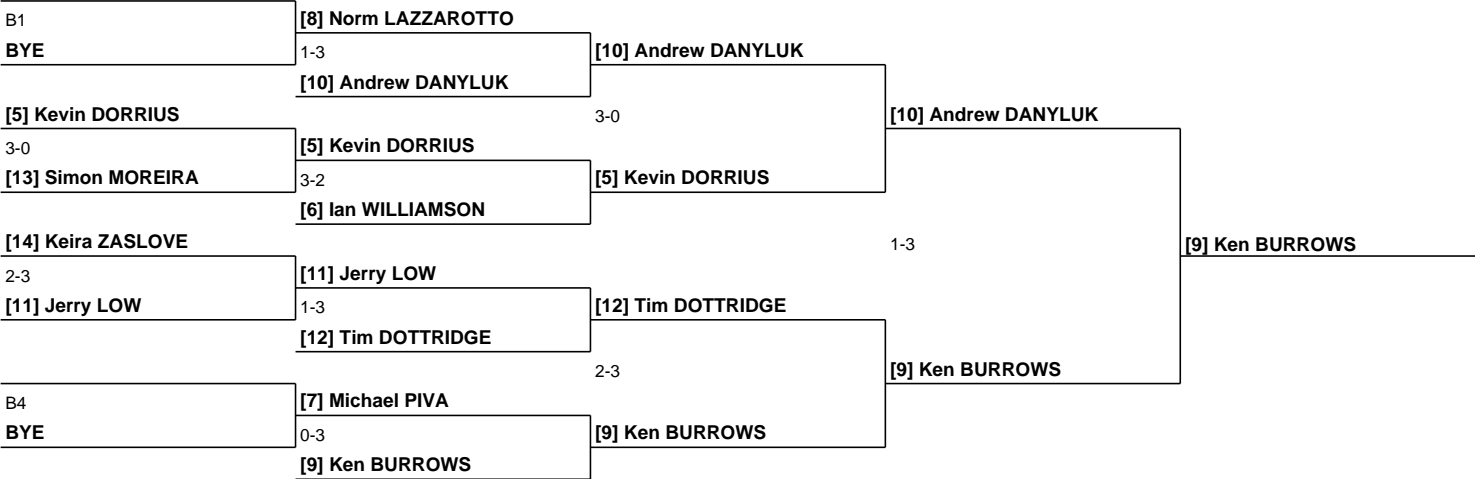 B1
BYE
[5] Kevin DORRIUS
3-0
[13] Simon MOREIRA
[14] Keira ZASLOVE
2-3
[11] Jerry LOW
B4
BYE
[8] Norm LAZZAROTTO
1-3
[10] Andrew DANYLUK
[5] Kevin DORRIUS
3-2
[6] Ian WILLIAMSON
[11] Jerry LOW
1-3
[12] Tim DOTTRIDGE
[7] Michael PIVA
0-3
[9] Ken BURROWS
[10] Andrew DANYLUK
3-0
[5] Kevin DORRIUS
[12] Tim DOTTRIDGE
2-3
[9] Ken BURROWS
[10] Andrew DANYLUK
1-3
[9] Ken BURROWS
[9] Ken BURROWS